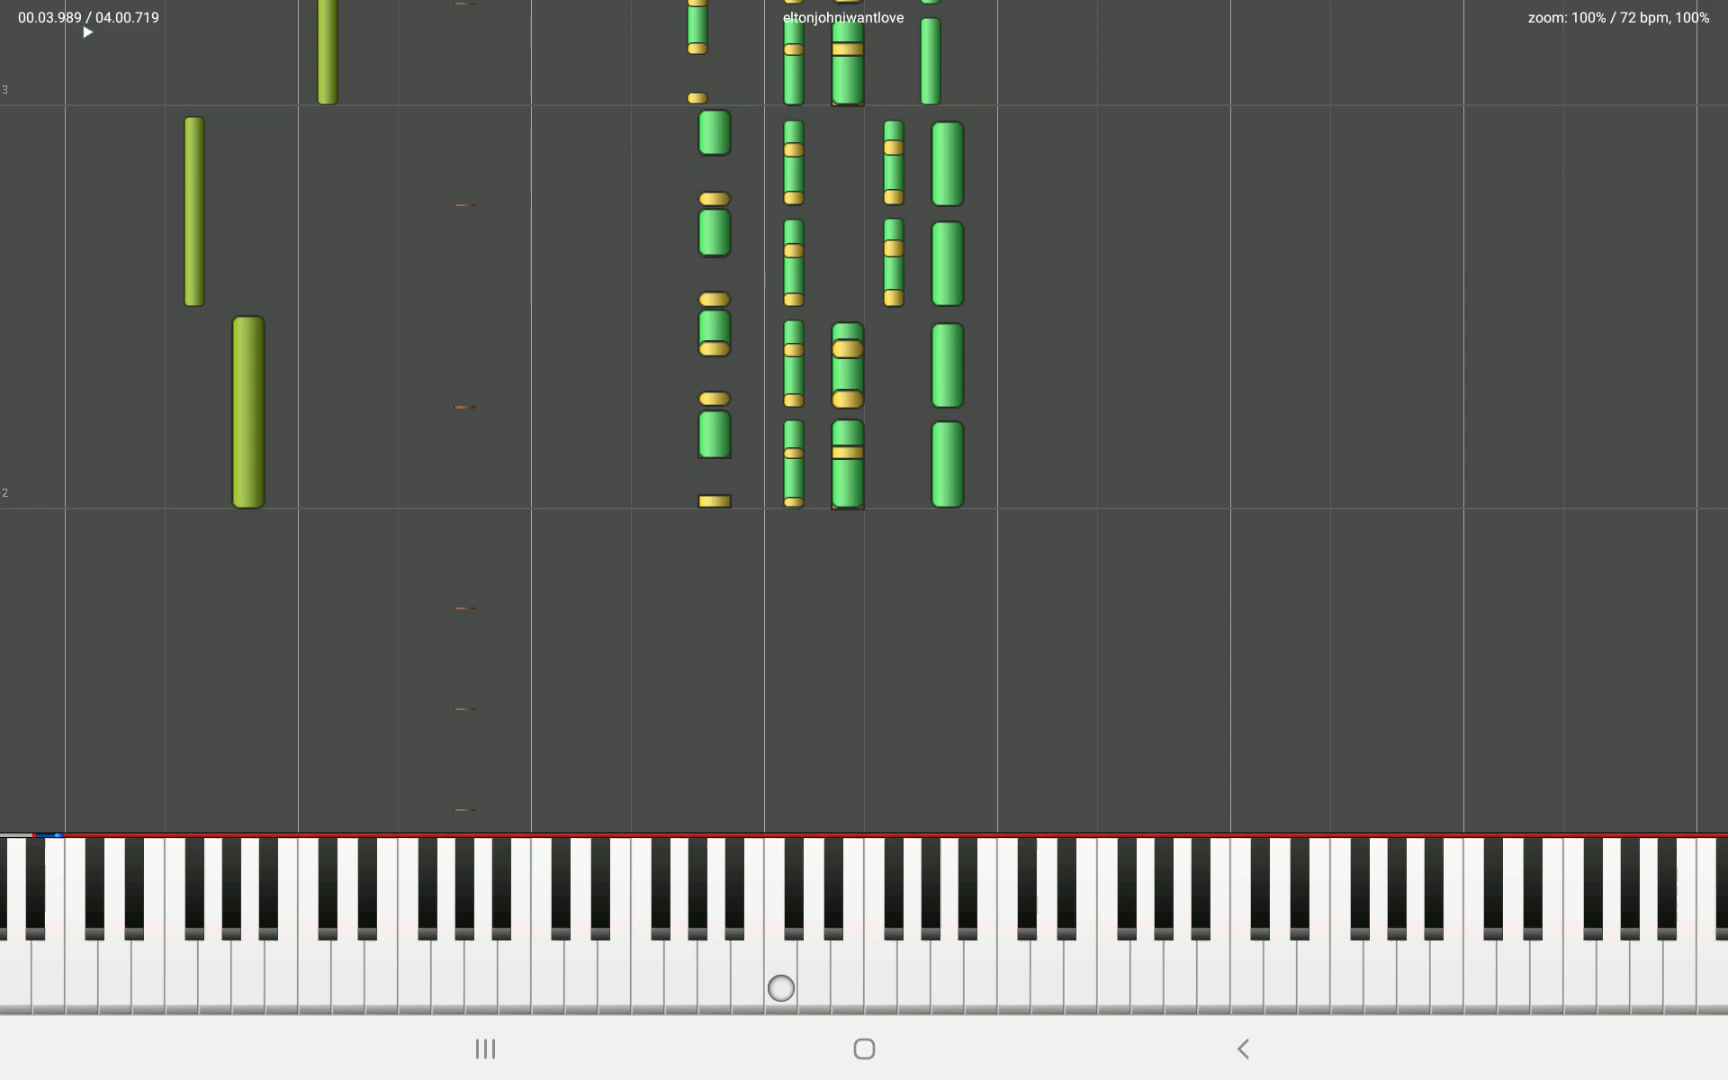 00.03.989 / 04.00.719
eltonjohniwantlove
zoom: 100% / 72 bpm, 100%
3
2